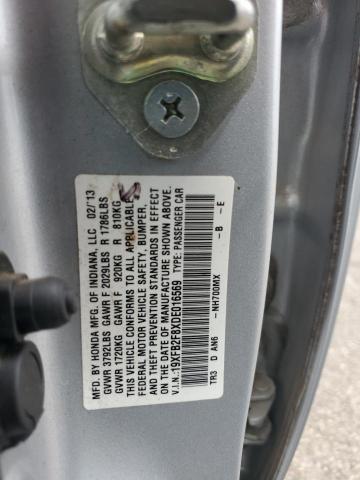 MFD. BY HONDA MFG. OF INDIANA, LLC 02/13
GVWR 3792LBS GAWR F 2029LBS R 1786LBS
GVWR 1720KG GAWR F 920KG R 810KG
THIS VEHICLE CONFORMS TO ALL APPLICABLE
FEDERAL MOTOR VEHICLE SAFETY, BUMPER,
AND THEFT PREVENTION STANDARDS IN EFFECT
ON THE DATE OF MANUFACTURE SHOWN ABOVE.
V.I.N.:19XFB2F8XDE016569 TYPE: PASSENGER CAR
TR3 D AN6 -NH700MX -B -E